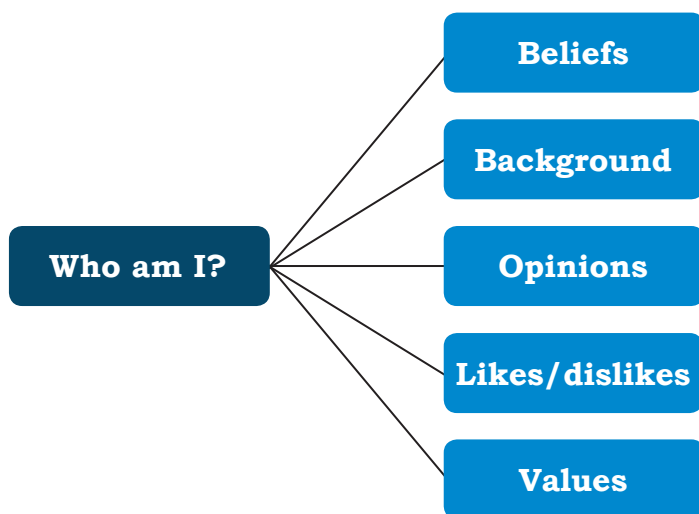 Beliefs
Background
Who am I?
Opinions
Likes/dislikes
Values